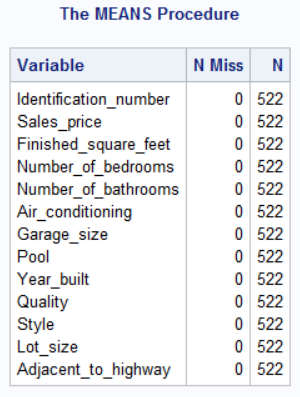 The MEANS Procedure
Variable N Miss N
Identification_number 0 522
Sales_price 0 522
Finished_square_feet 0 522
Number_of_bedrooms 0 522
Number_of_bathrooms 0 522
Air_conditioning 0 522
Garage_size 0 522
Pool 0 522
Year_built 0 522
Quality 0 522
Style 0 522
Lot_size 0 522
Adjacent_to_highway 0 522